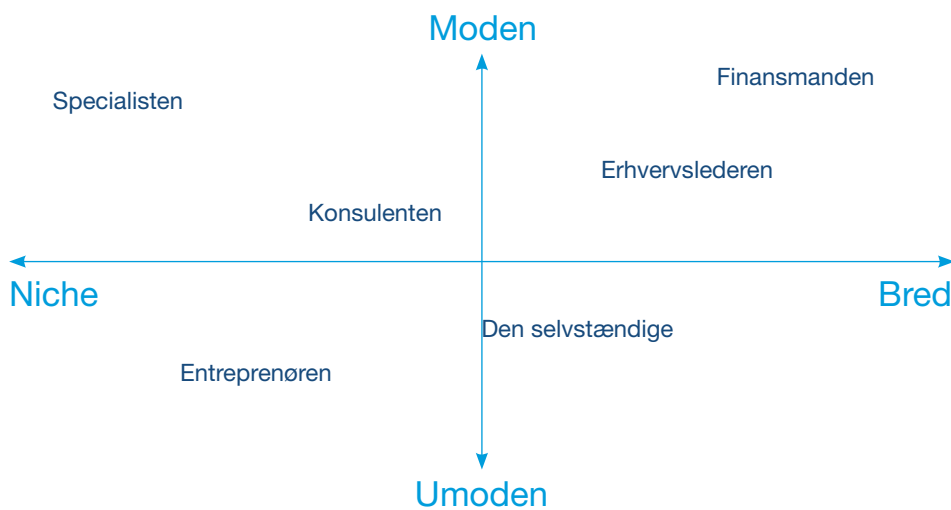 Moden
Finansmanden
Specialisten
Erhvervslederen
Konsulenten
Niche
Bred
Den selvstændige
Entreprenøren
Umoden